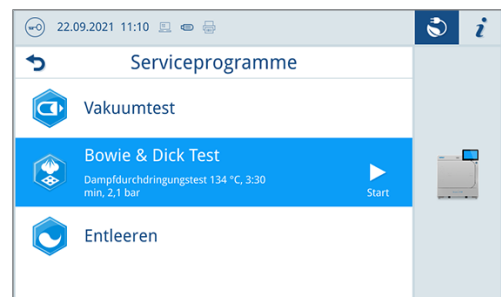 22.09.2021 11:10
Serviceprogramme
Vakuumtest
Bowie & Dick Test
Dampfdurchdringungstest 134 °C, 3:30
min, 2,1 bar
Start
Entleeren
i